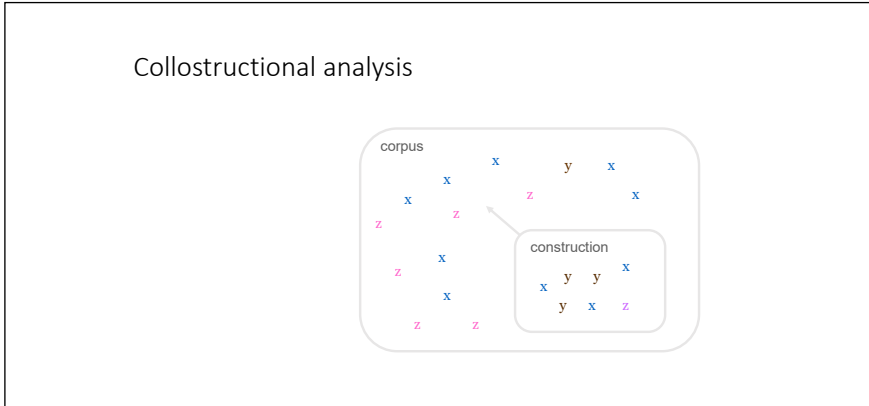 Collostructional analysis
corpus
x
y x
x
x z x
z
z
construction
x
x y y
z
x
y x z
z z